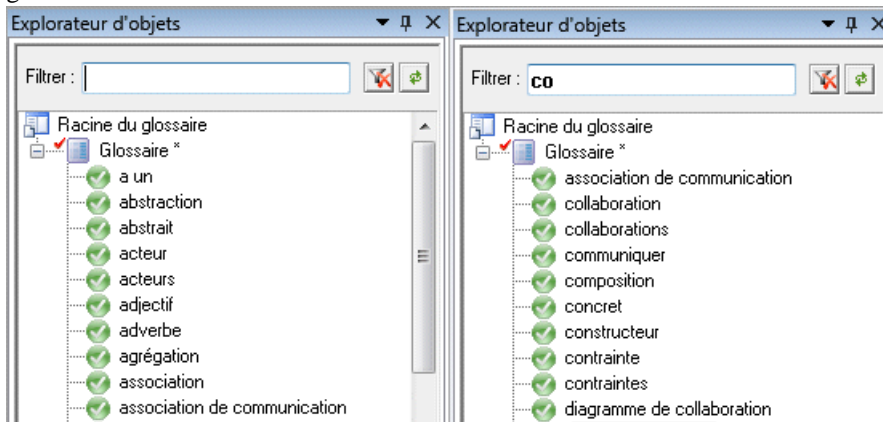 Explorateur d'objets
Filtrer :
Racine du glossaire
Glossaire *
a un
abstraction
abstrait
acteur
acteurs
adjectif
adverbe
agrégation
association
association de communication
Explorateur d'objets
Filtrer : co
Racine du glossaire
Glossaire *
association de communication
collaboration
collaborations
communiquer
composition
concret
constructeur
contrainte
contraintes
diagramme de collaboration